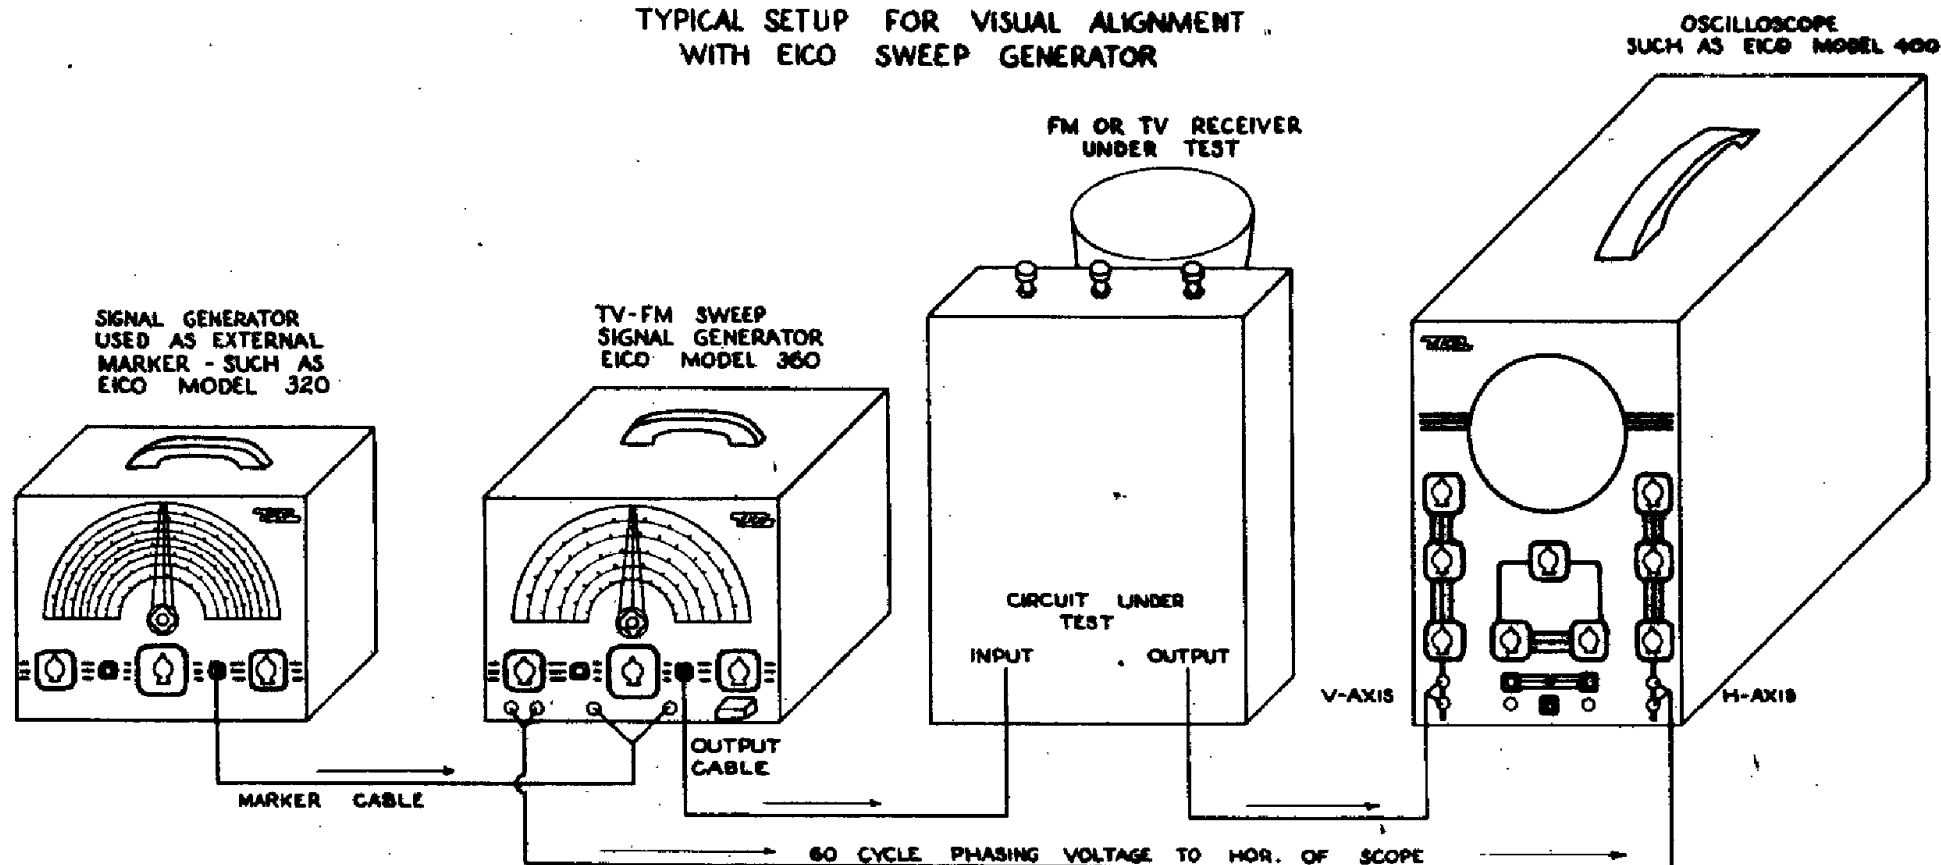 TYPICAL SETUP FOR VISUAL ALIGNMENT
WITH EICO SWEEP GENERATOR
OSCILLOSCOPE
SUCH AS EICO MODEL 400
FM OR TV RECEIVER
UNDER TEST
SIGNAL GENERATOR
USED AS EXTERNAL
MARKER - SUCH AS
EICO MODEL 320
TV-FM SWEEP
SIGNAL GENERATOR
EICO MODEL 360
CIRCUIT UNDER
TEST
INPUT
OUTPUT
V-AXIS
H-AXIS
OUTPUT
CABLE
MARKER CABLE
60 CYCLE PHASING VOLTAGE TO HOR. OF SCOPE